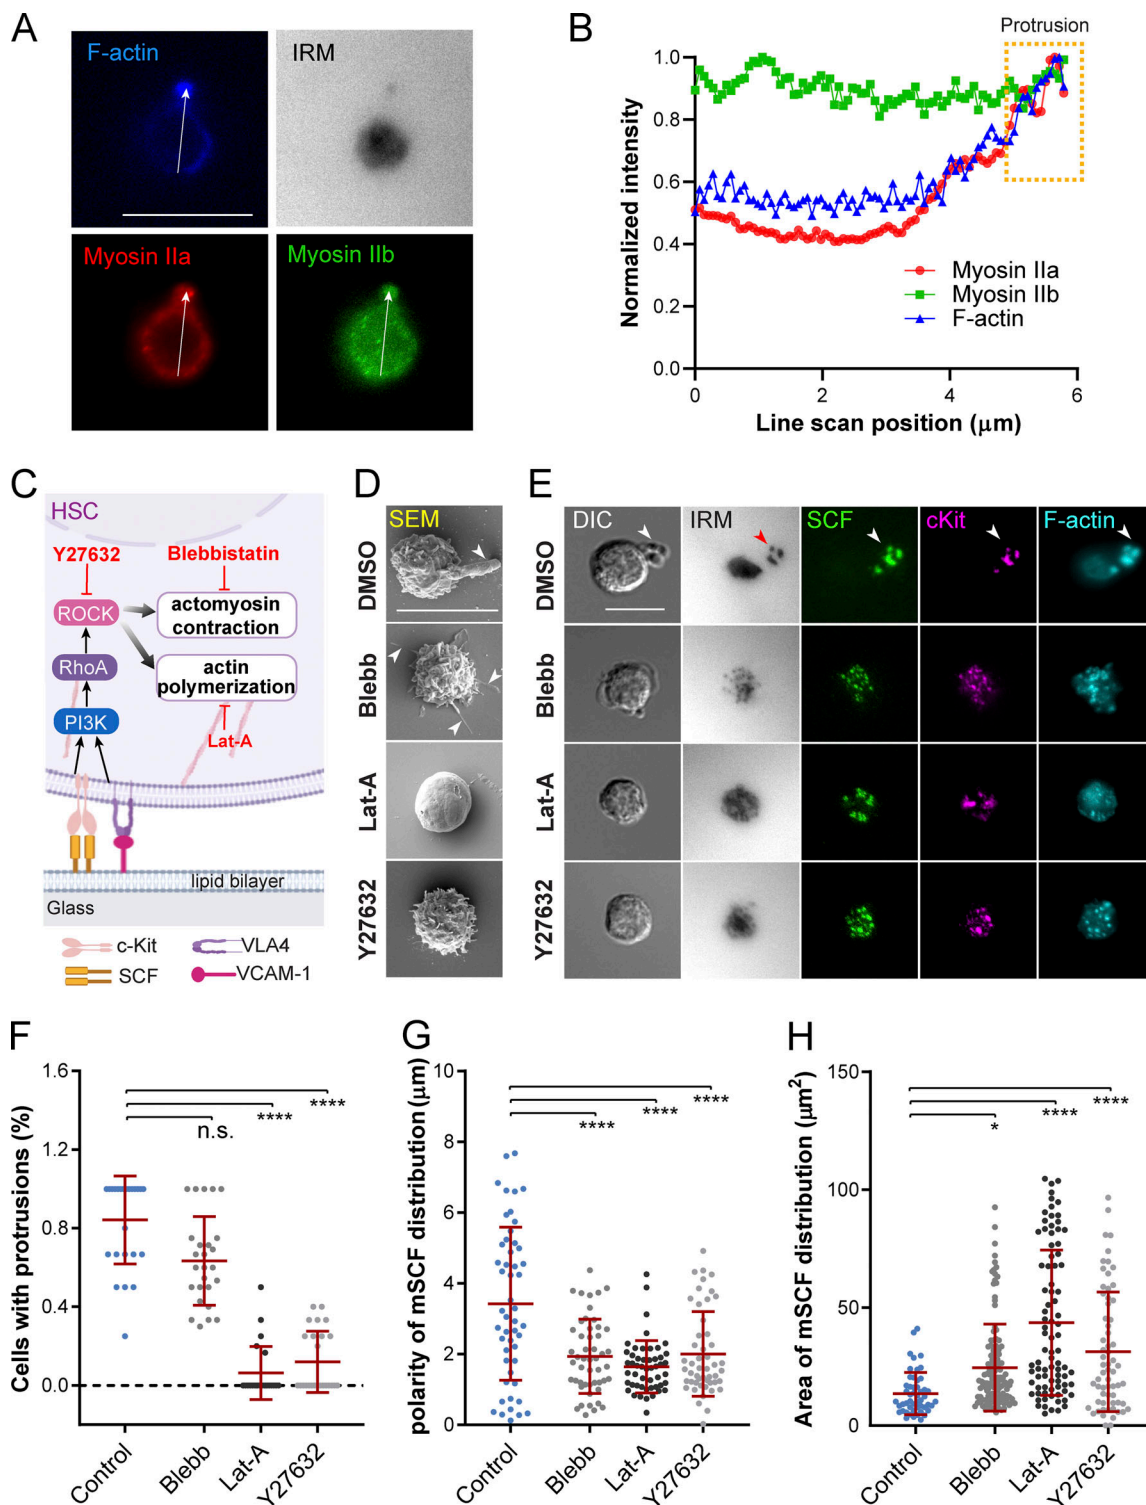 A
F-actin
IRM
Myosin IIa
Myosin IIb
B
Protrusion
Normalized intensity
1.0
0.8
0.6
0.4
0.2
0.0
Myosin IIa
Myosin IIb
F-actin
0
2
4
6
Line scan position (μm)
C
HSC
Y27632
Blebbistatin
ROCK
actomyosin
contraction
RhoA
actin
polymerization
PI3K
Lat-A
lipid bilayer
Glass
c-Kit
VLA4
SCF
VCAM-1
D
SEM
DMSO
Blebb
Lat-A
Y27632
E
DIC
IRM
SCF
cKit
F-actin
DMSO
Blebb
Lat-A
Y27632
F
Cells with protrusions (%)
1.6
1.2
0.8
0.4
0.0
n.s.
****
****
Control
Blebb
Lat-A
Y27632
G
polarity of mSCF distribution (μm)
10
8
6
4
2
0
****
****
****
Control
Blebb
Lat-A
Y27632
H
Area of mSCF distribution (μm²)
150
100
50
0
*
****
****
Control
Blebb
Lat-A
Y27632